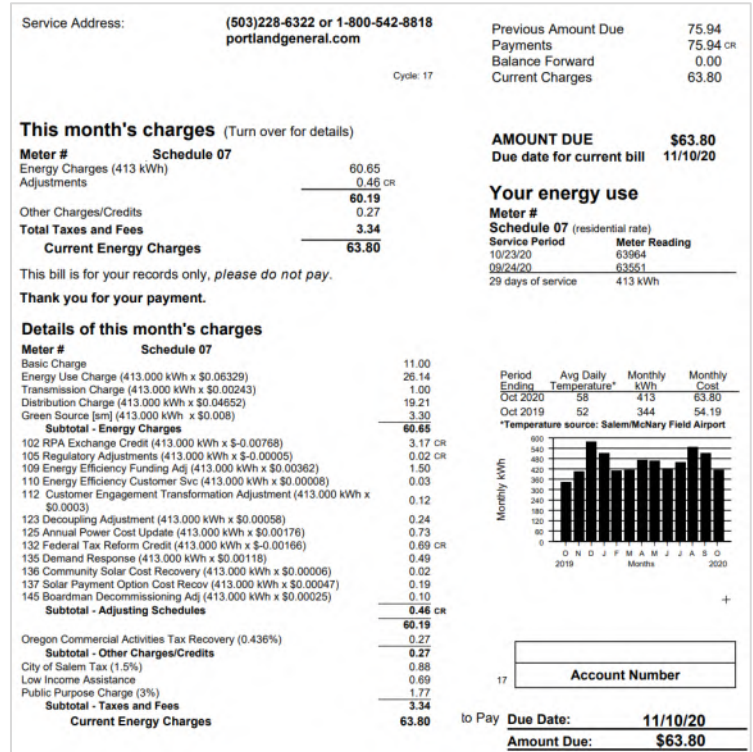 Service Address:
(503)228-6322 or 1-800-542-8818
portlandgeneral.com
Cycle: 17
Previous Amount Due 75.94
Payments 75.94 CR
Balance Forward 0.00
Current Charges 63.80
This month's charges (Turn over for details)
Meter # Schedule 07
Energy Charges (413 kWh) 60.65
Adjustments 0.46 CR
60.19
Other Charges/Credits 0.27
Total Taxes and Fees 3.34
Current Energy Charges 63.80
This bill is for your records only, please do not pay.
Thank you for your payment.
AMOUNT DUE $63.80
Due date for current bill 11/10/20
Your energy use
Meter #
Schedule 07 (residential rate)
Service Period Meter Reading
10/23/20 63964
09/24/20 63551
29 days of service 413 kWh
Details of this month's charges
Meter # Schedule 07
Basic Charge 11.00
Energy Use Charge (413.000 kWh x $0.06329) 26.14
Transmission Charge (413.000 kWh x $0.00243) 1.00
Distribution Charge (413.000 kWh x $0.04652) 19.21
Green Source [sm] (413.000 kWh x $0.008) 3.30
Subtotal - Energy Charges 60.65
102 RPA Exchange Credit (413.000 kWh x $-0.00768) 3.17 CR
105 Regulatory Adjustments (413.000 kWh x $-0.00005) 0.02 CR
109 Energy Efficiency Funding Adj (413.000 kWh x $0.00362) 1.50
110 Energy Efficiency Customer Svc (413.000 kWh x $0.00008) 0.03
112 Customer Engagement Transformation Adjustment (413.000 kWh x
$0.0003) 0.12
123 Decoupling Adjustment (413.000 kWh x $0.00058) 0.24
125 Annual Power Cost Update (413.000 kWh x $0.00176) 0.73
132 Federal Tax Reform Credit (413.000 kWh x $-0.00166) 0.69 CR
135 Demand Response (413.000 kWh x $0.00118) 0.49
136 Community Solar Cost Recovery (413.000 kWh x $0.00006) 0.02
137 Solar Payment Option Cost Recov (413.000 kWh x $0.00047) 0.19
145 Boardman Decommissioning Adj (413.000 kWh x $0.00025) 0.10
Subtotal - Adjusting Schedules 0.46 CR
60.19
Oregon Commercial Activities Tax Recovery (0.436%) 0.27
Subtotal - Other Charges/Credits 0.27
City of Salem Tax (1.5%) 0.88
Low Income Assistance 0.69
Public Purpose Charge (3%) 1.77
Subtotal - Taxes and Fees 3.34
Current Energy Charges 63.80
Period Avg Daily Monthly Monthly
Ending Temperature* kWh Cost
Oct 2020 58 413 63.80
Oct 2019 52 344 54.19
*Temperature source: Salem/McNary Field Airport
Monthly kWh
600
540
480
420
360
300
240
180
120
60
0
O N D J F M A M J J A S O
2019 Months 2020
17
Account Number
to Pay Due Date: 11/10/20
Amount Due: $63.80